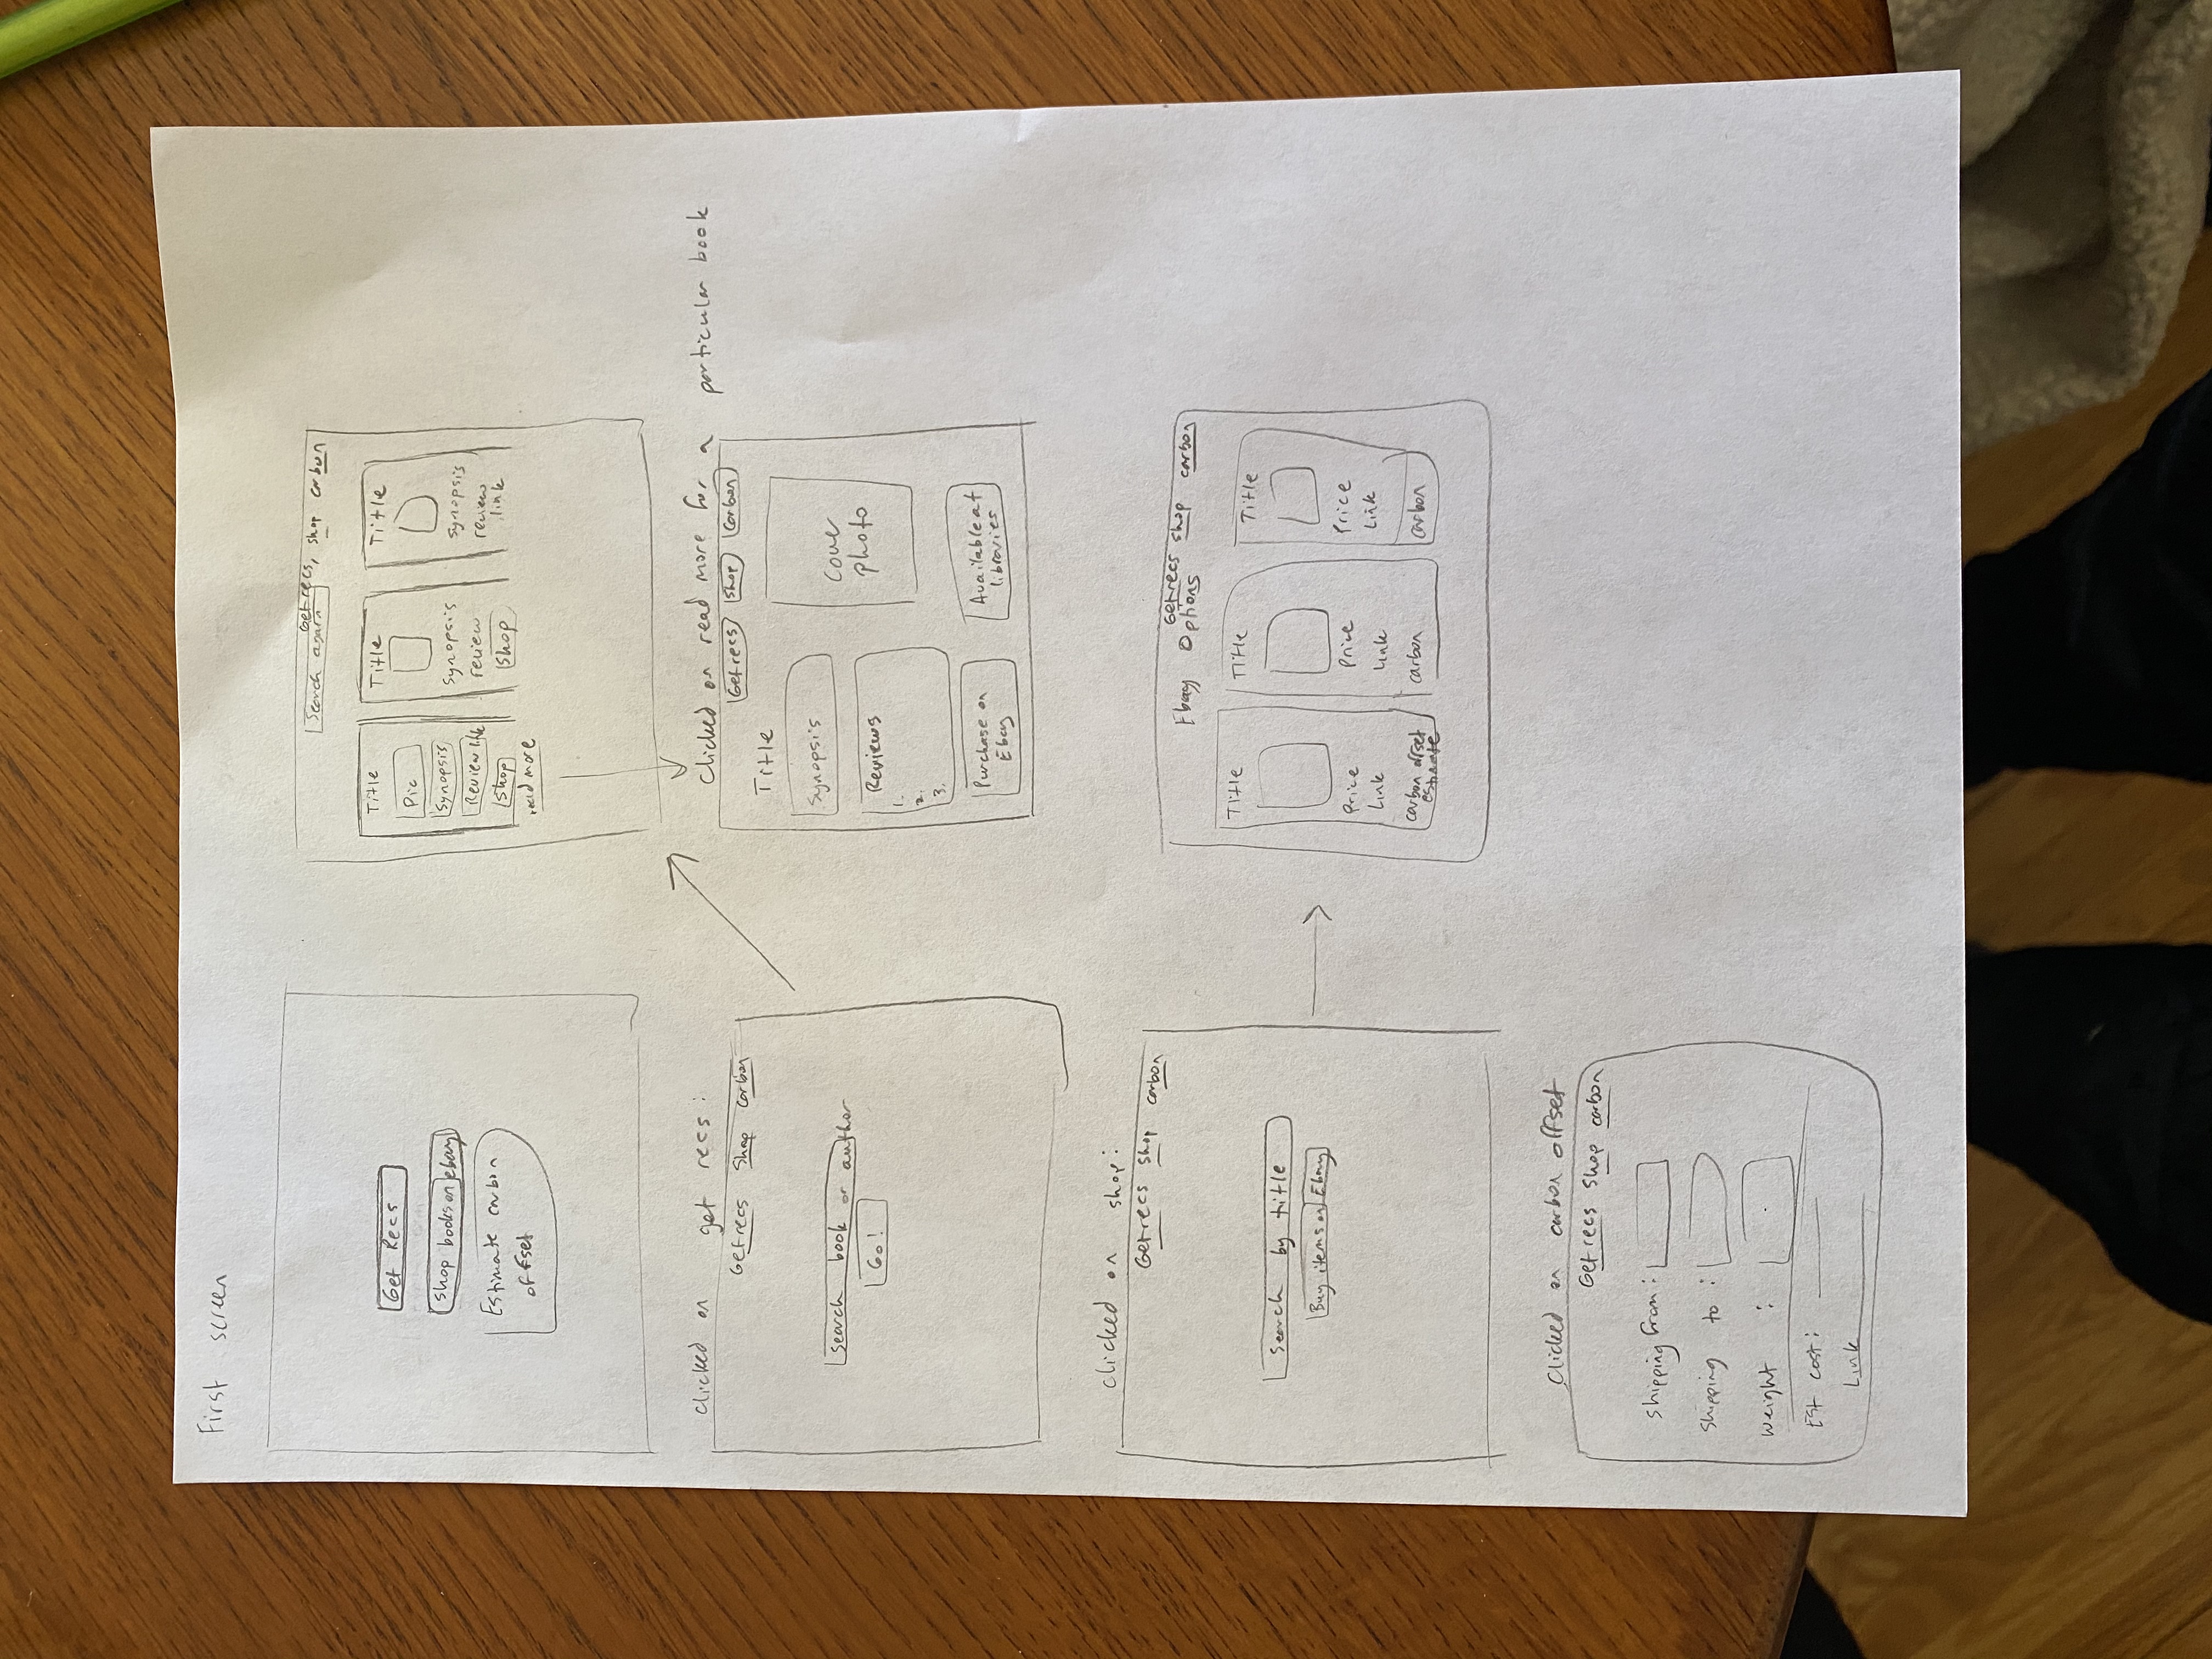 First screen
Get Recs
Shop books on ebay
Estimate carbon
offset
Get recs, shop carbon
Search again
Title
Pic
Synopsis
Review link
Shop
read more
Title
Synopsis
review
Shop
Title
Synopsis
review
link
Clicked on get recs:
Get recs Shop carbon
Search book or author
Go!
Clicked on read more for a particular book
Get recs Shop Carbon
Title
Synopsis
Reviews
1.
2.
3.
Cover
photo
Purchase on
Ebay
Available at
libraries
Clicked on shop:
Get recs shop carbon
Search by title
Buy items on Ebay
Get recs shop carbon
Ebay Options
Title
Price
Link
carbon offset
estimate
Title
Price
Link
carbon
Title
Price
Link
carbon
Clicked on carbon offset
Get recs Shop carbon
Shipping from:
Shipping to :
Weight :
Est cost:
Link